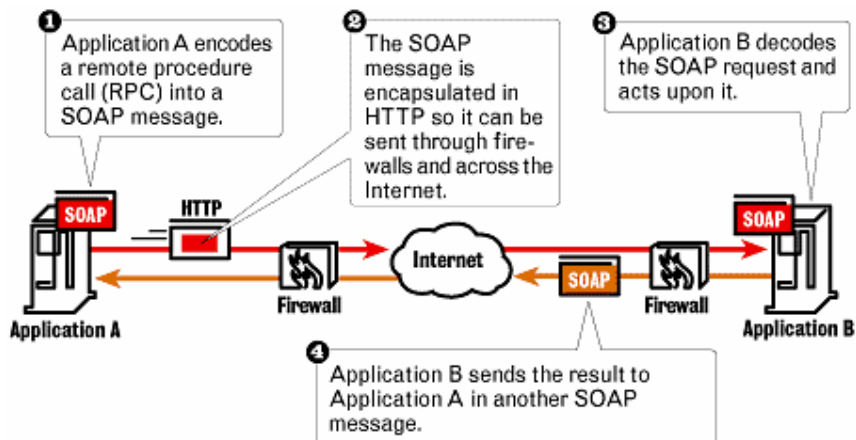 1
Application A encodes
a remote procedure
call (RPC) into a
SOAP message.
2
The SOAP
message is
encapsulated in
HTTP so it can be
sent through fire-
walls and across the
Internet.
3
Application B decodes
the SOAP request and
acts upon it.
SOAP
HTTP
SOAP
Internet
SOAP
Firewall
Firewall
Application A
Application B
4
Application B sends the result to
Application A in another SOAP
message.